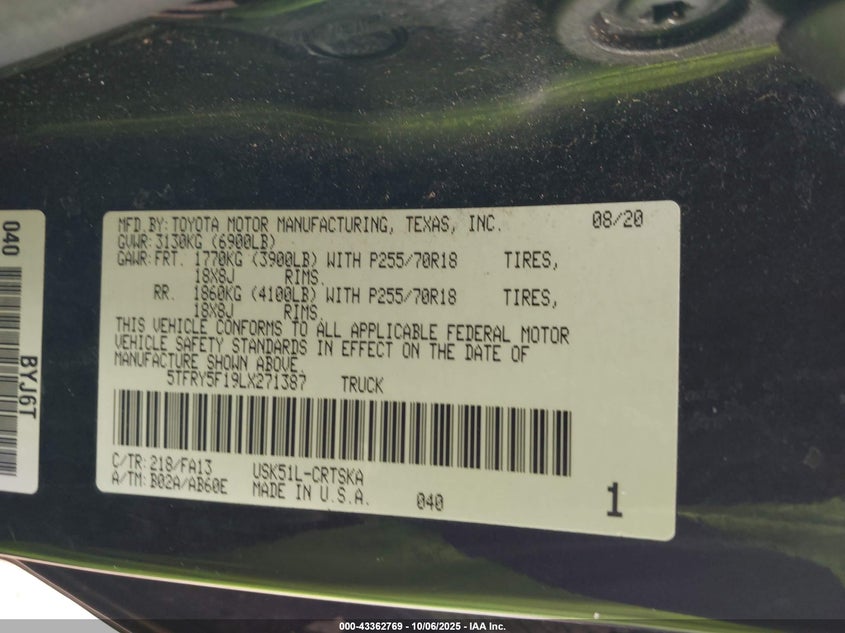 MFD.BY: TOYOTA MOTOR MANUFACTURING, TEXAS, INC. 08/20
GVWR: 3130KG (6900LB)
GAWR: FRT. 1770KG (3900LB) WITH P255/70R18 TIRES,
18X8J RIMS.
RR. 1860KG (4100LB) WITH P255/70R18 TIRES,
18X8J RIMS.
THIS VEHICLE CONFORMS TO ALL APPLICABLE FEDERAL MOTOR
VEHICLE SAFETY STANDARDS IN EFFECT ON THE DATE OF
MANUFACTURE SHOWN ABOVE.
5TFRY5F19LX271387 TRUCK
C/TR: 218/FA13 USK51L-CRTSKA
A/TM: B02A/AB60E MADE IN U.S.A. 040
1
040
BYJ6T
000-43362769 - 10/06/2025 - IAA Inc.